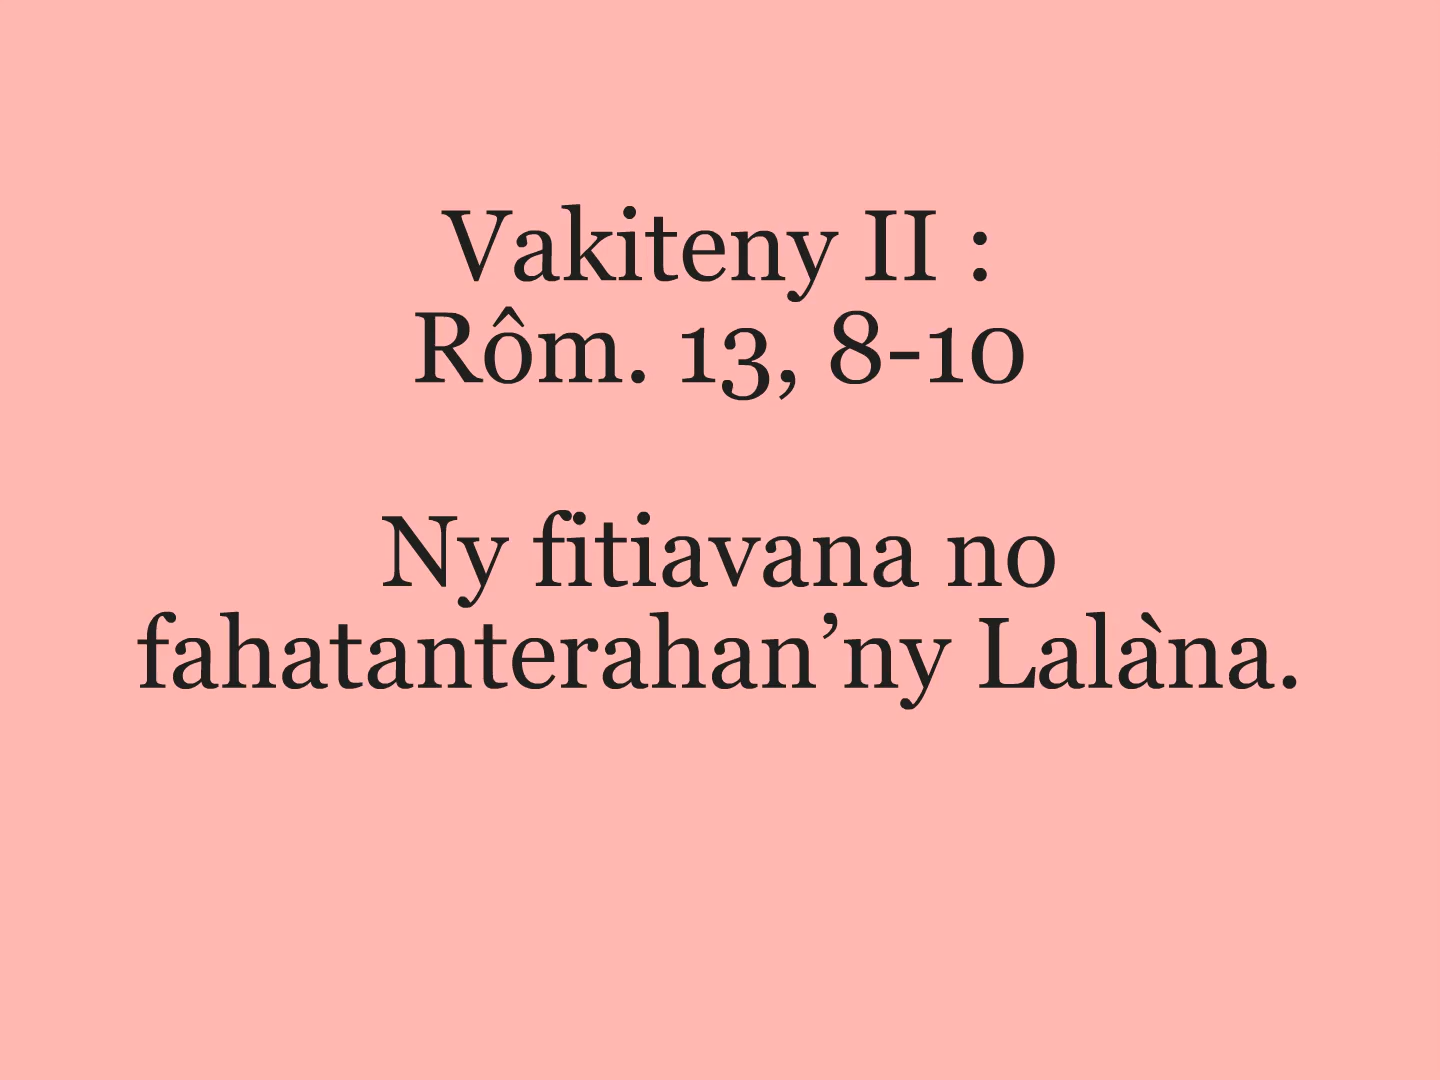 Vakiteny II :
Rôm. 13, 8-10
Ny fitiavana no
fahatanterahan’ny Lalàna.